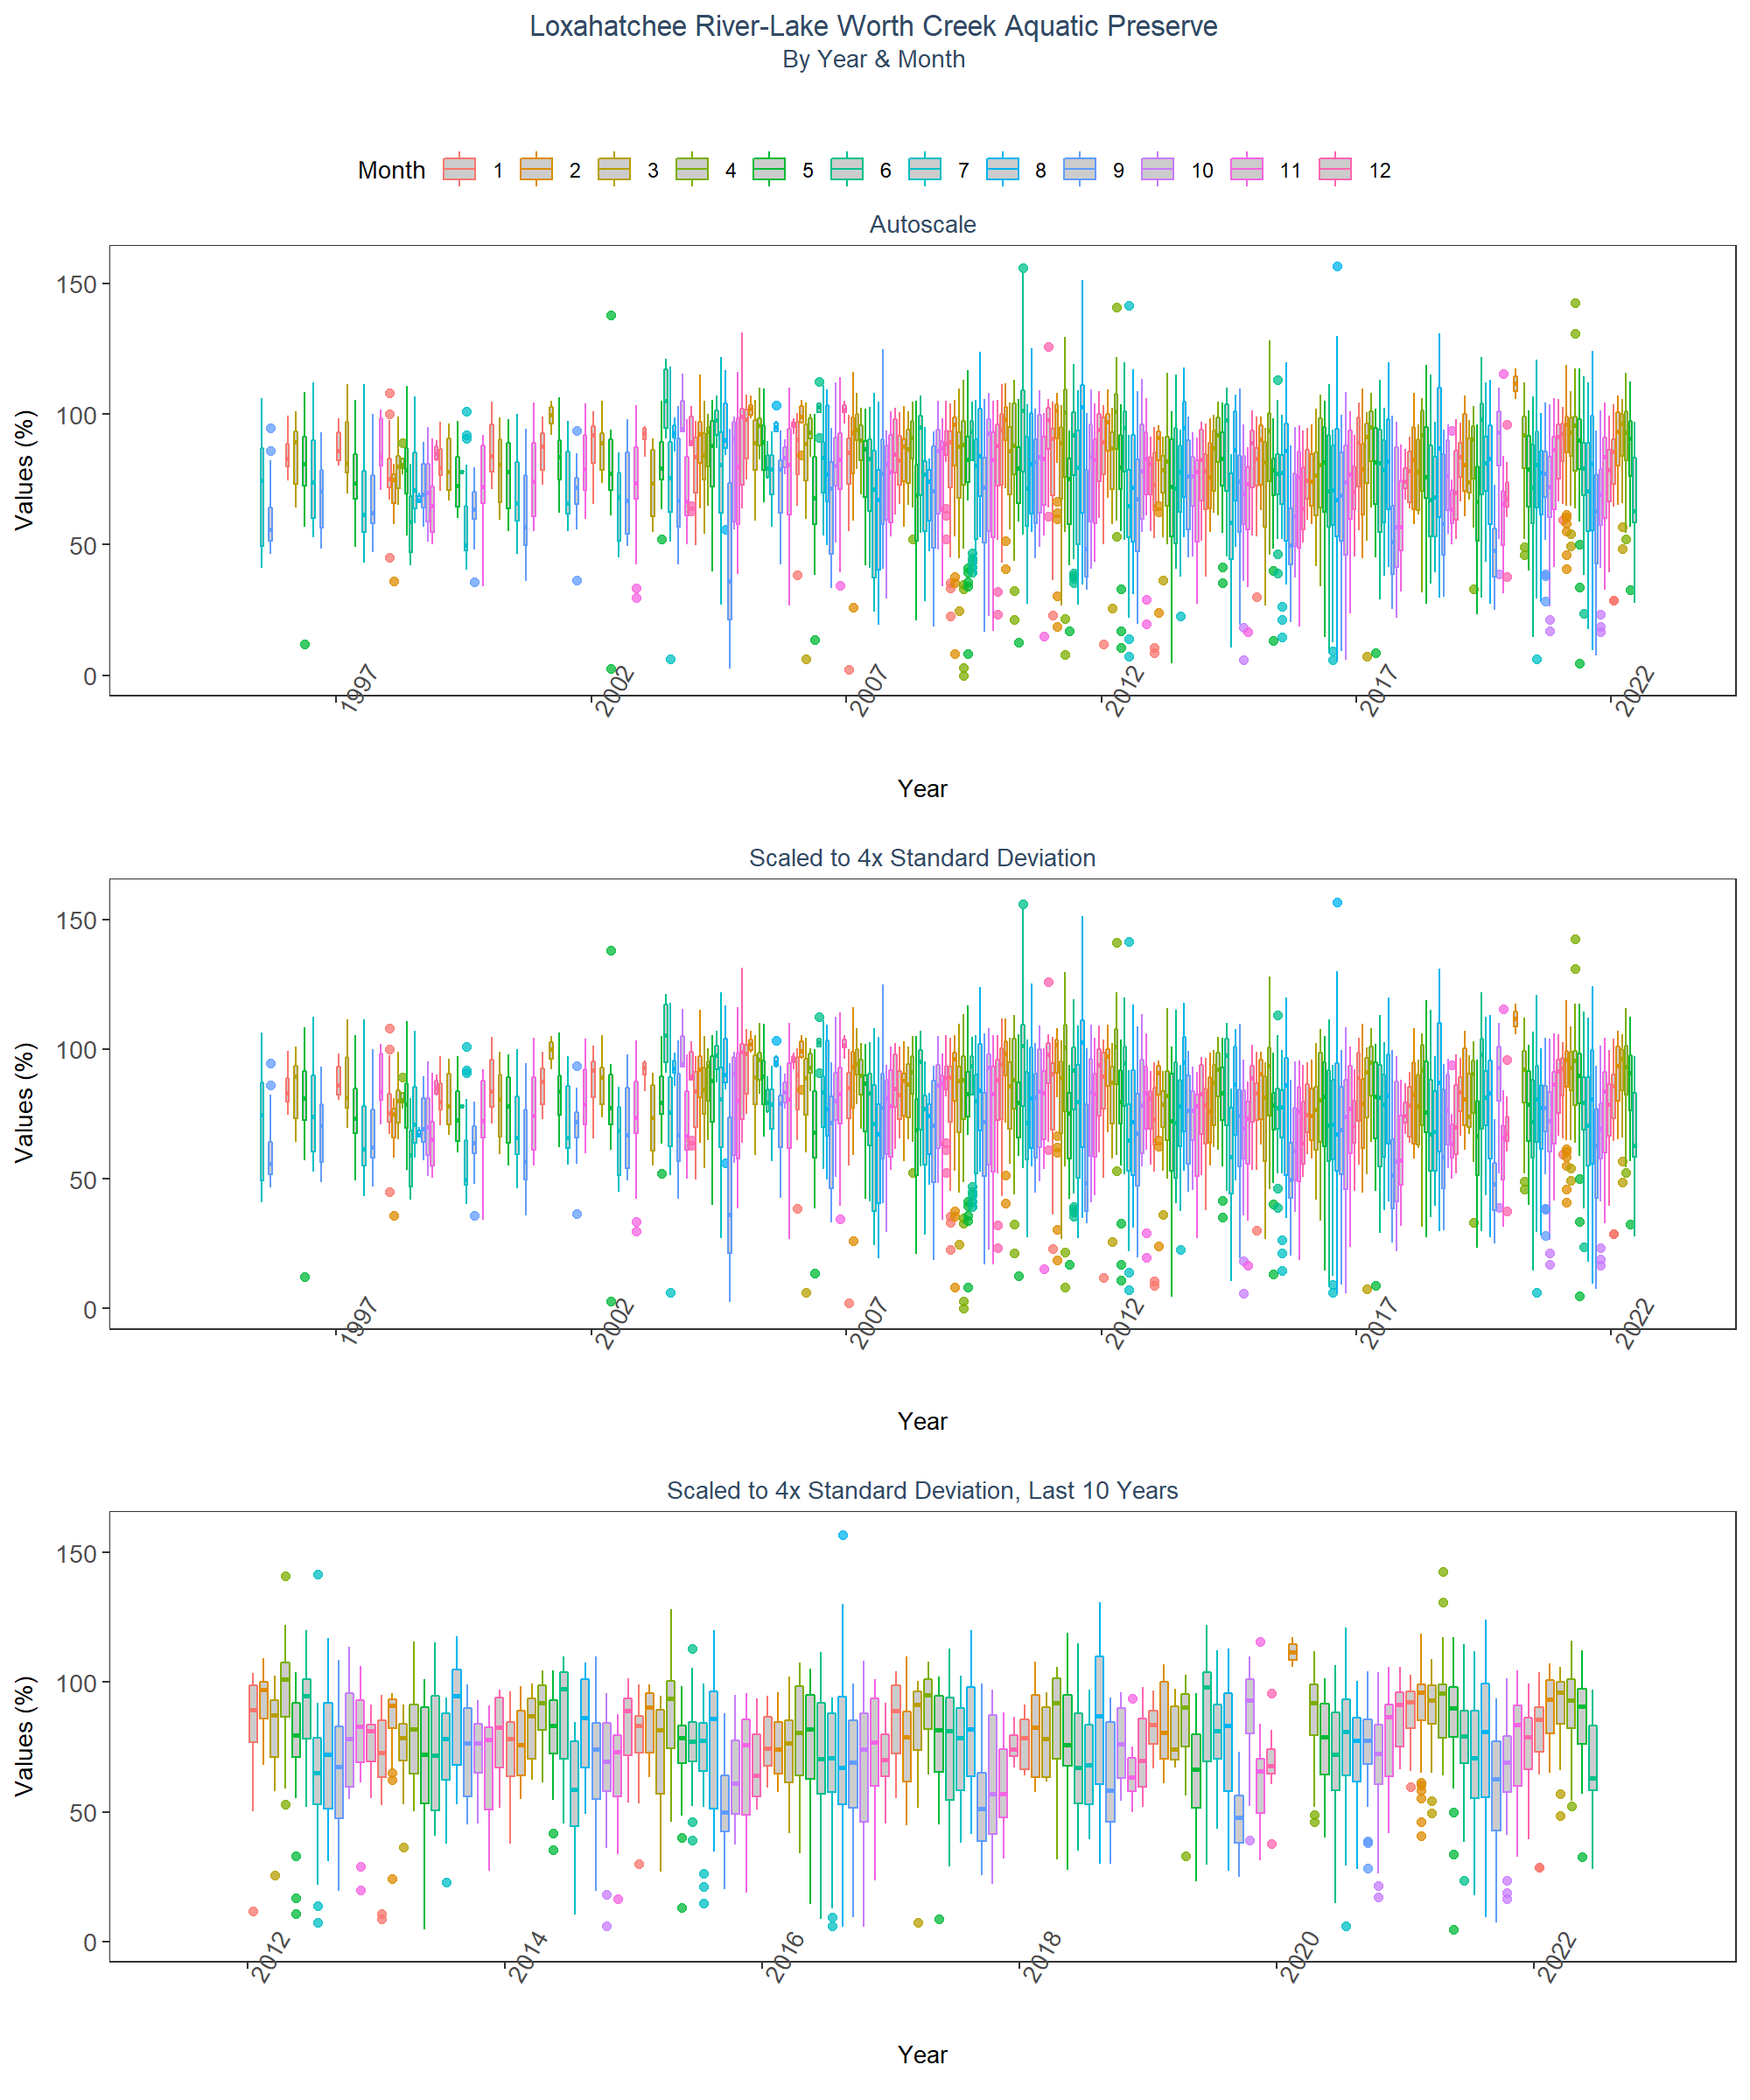 Loxahatchee River-Lake Worth Creek Aquatic Preserve
By Year & Month
Month 1 2 3 4 5 6 7 8 9 10 11 12
Autoscale
Values (%)
150
100
50
0
1997 2002 2007 2012 2017 2022
Year
Scaled to 4x Standard Deviation
Values (%)
150
100
50
0
1997 2002 2007 2012 2017 2022
Year
Scaled to 4x Standard Deviation, Last 10 Years
Values (%)
150
100
50
0
2012 2014 2016 2018 2020 2022
Year